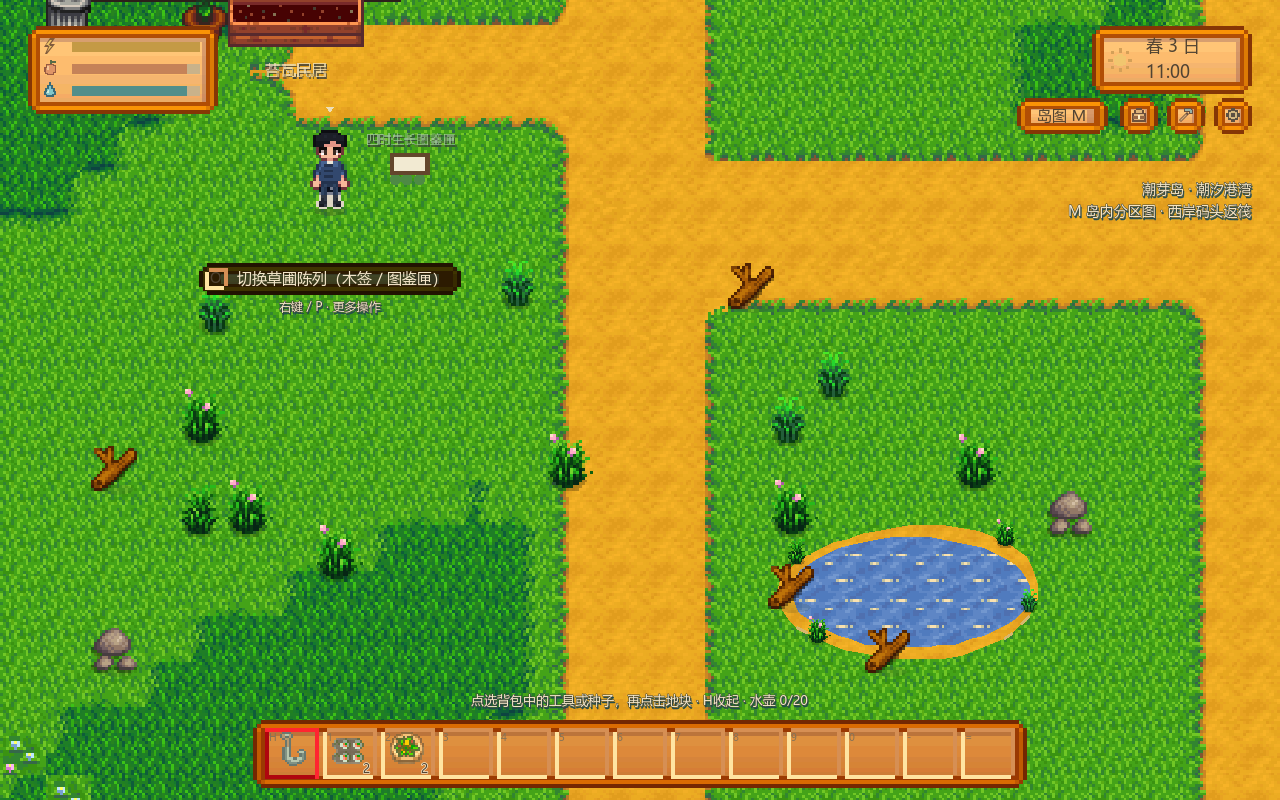 春 3 日
11:00
苔瓦民居
岛图 M
四时生长图鉴匣
潮芽岛 · 潮汐港湾
M 岛内分区图 · 西岸码头返筏
切换草圃陈列（木签 / 图鉴匣）
右键 / P · 更多操作
点选背包中的工具或种子，再点击地块 · H收起 · 水壶 0/20
2
2